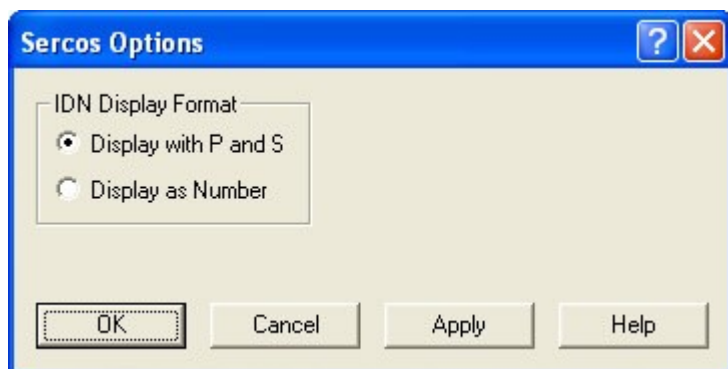 Sercos Options
IDN Display Format
Display with P and S
Display as Number
OK Cancel Apply Help